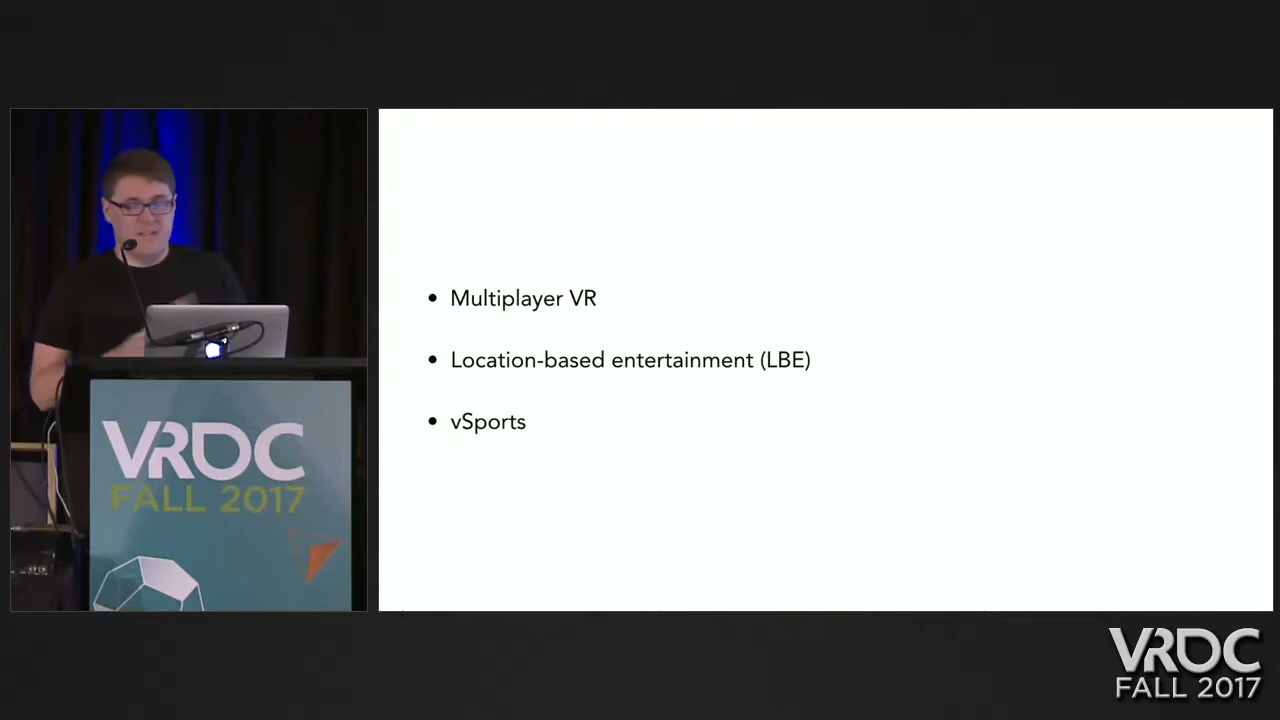 • Multiplayer VR
• Location-based entertainment (LBE)
• vSports
VRDC
FALL 2017
VRDC
FALL 2017